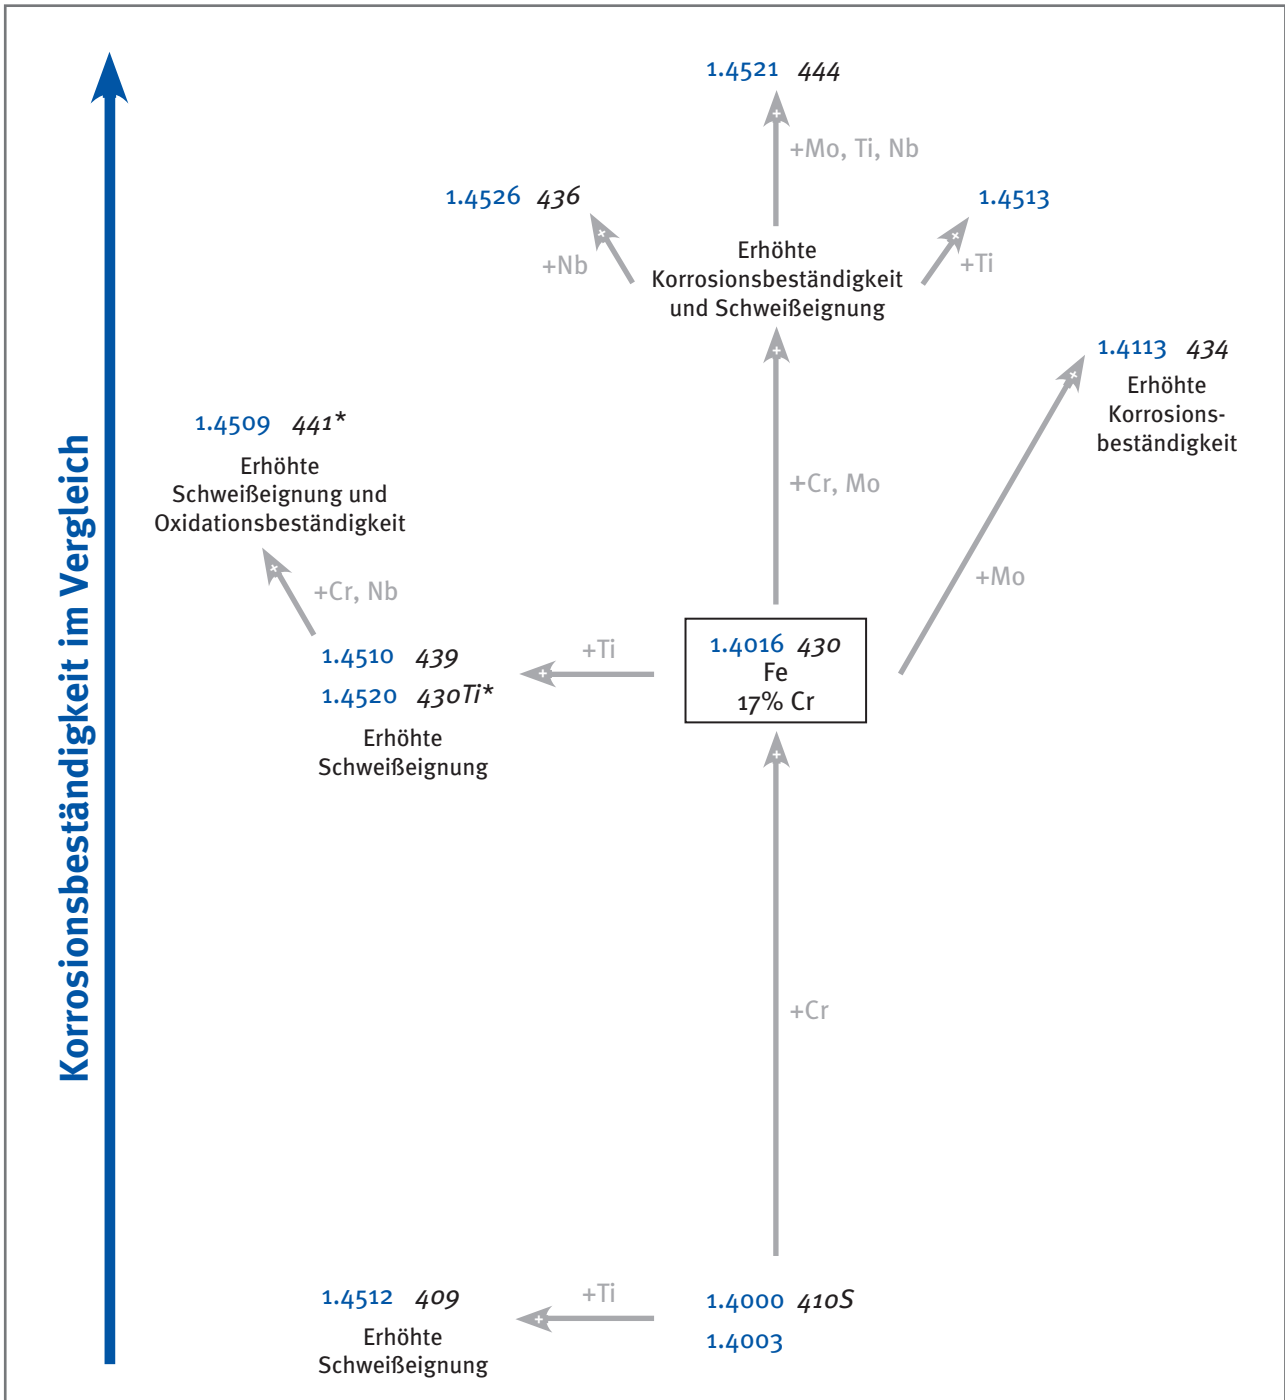 Korrosionsbeständigkeit im Vergleich
1.4521 444
+Mo, Ti, Nb
1.4526 436
1.4513
+Nb
Erhöhte
Korrosionsbeständigkeit
und Schweißeignung
+Ti
1.4113 434
Erhöhte
Korrosions-
beständigkeit
1.4509 441*
Erhöhte
Schweißeignung und
Oxidationsbeständigkeit
+Cr, Mo
+Mo
+Cr, Nb
1.4510 439
1.4520 430Ti*
Erhöhte
Schweißeignung
+Ti
1.4016 430
Fe
17% Cr
+Cr
1.4512 409
Erhöhte
Schweißeignung
+Ti
1.4000 410S
1.4003